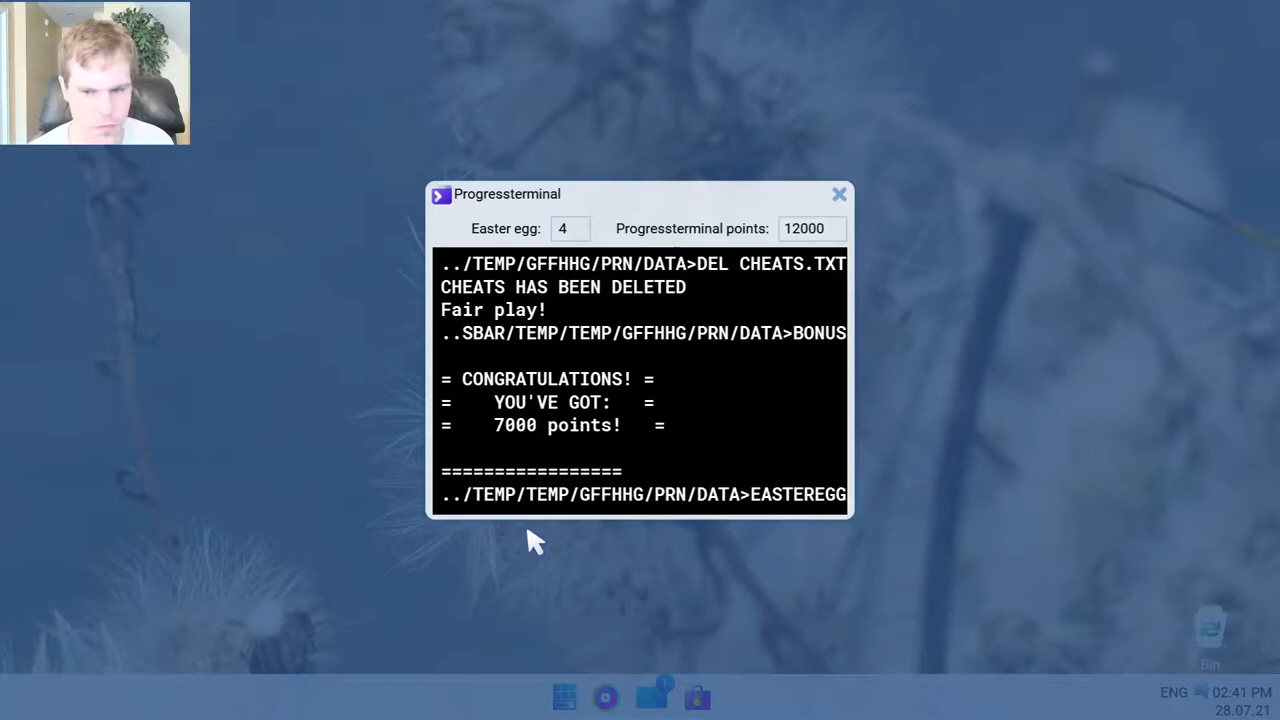 Progressterminal
Easter egg: 4 Progressterminal points: 12000
../TEMP/GFFHHG/PRN/DATA>DEL CHEATS.TXT
CHEATS HAS BEEN DELETED
Fair play!
..SBAR/TEMP/TEMP/GFFHHG/PRN/DATA>BONUS
= CONGRATULATIONS! =
= YOU'VE GOT: =
= 7000 points! =
=================
../TEMP/TEMP/GFFHHG/PRN/DATA>EASTEREGG
Bin
1
ENG 02:41 PM
28.07.21